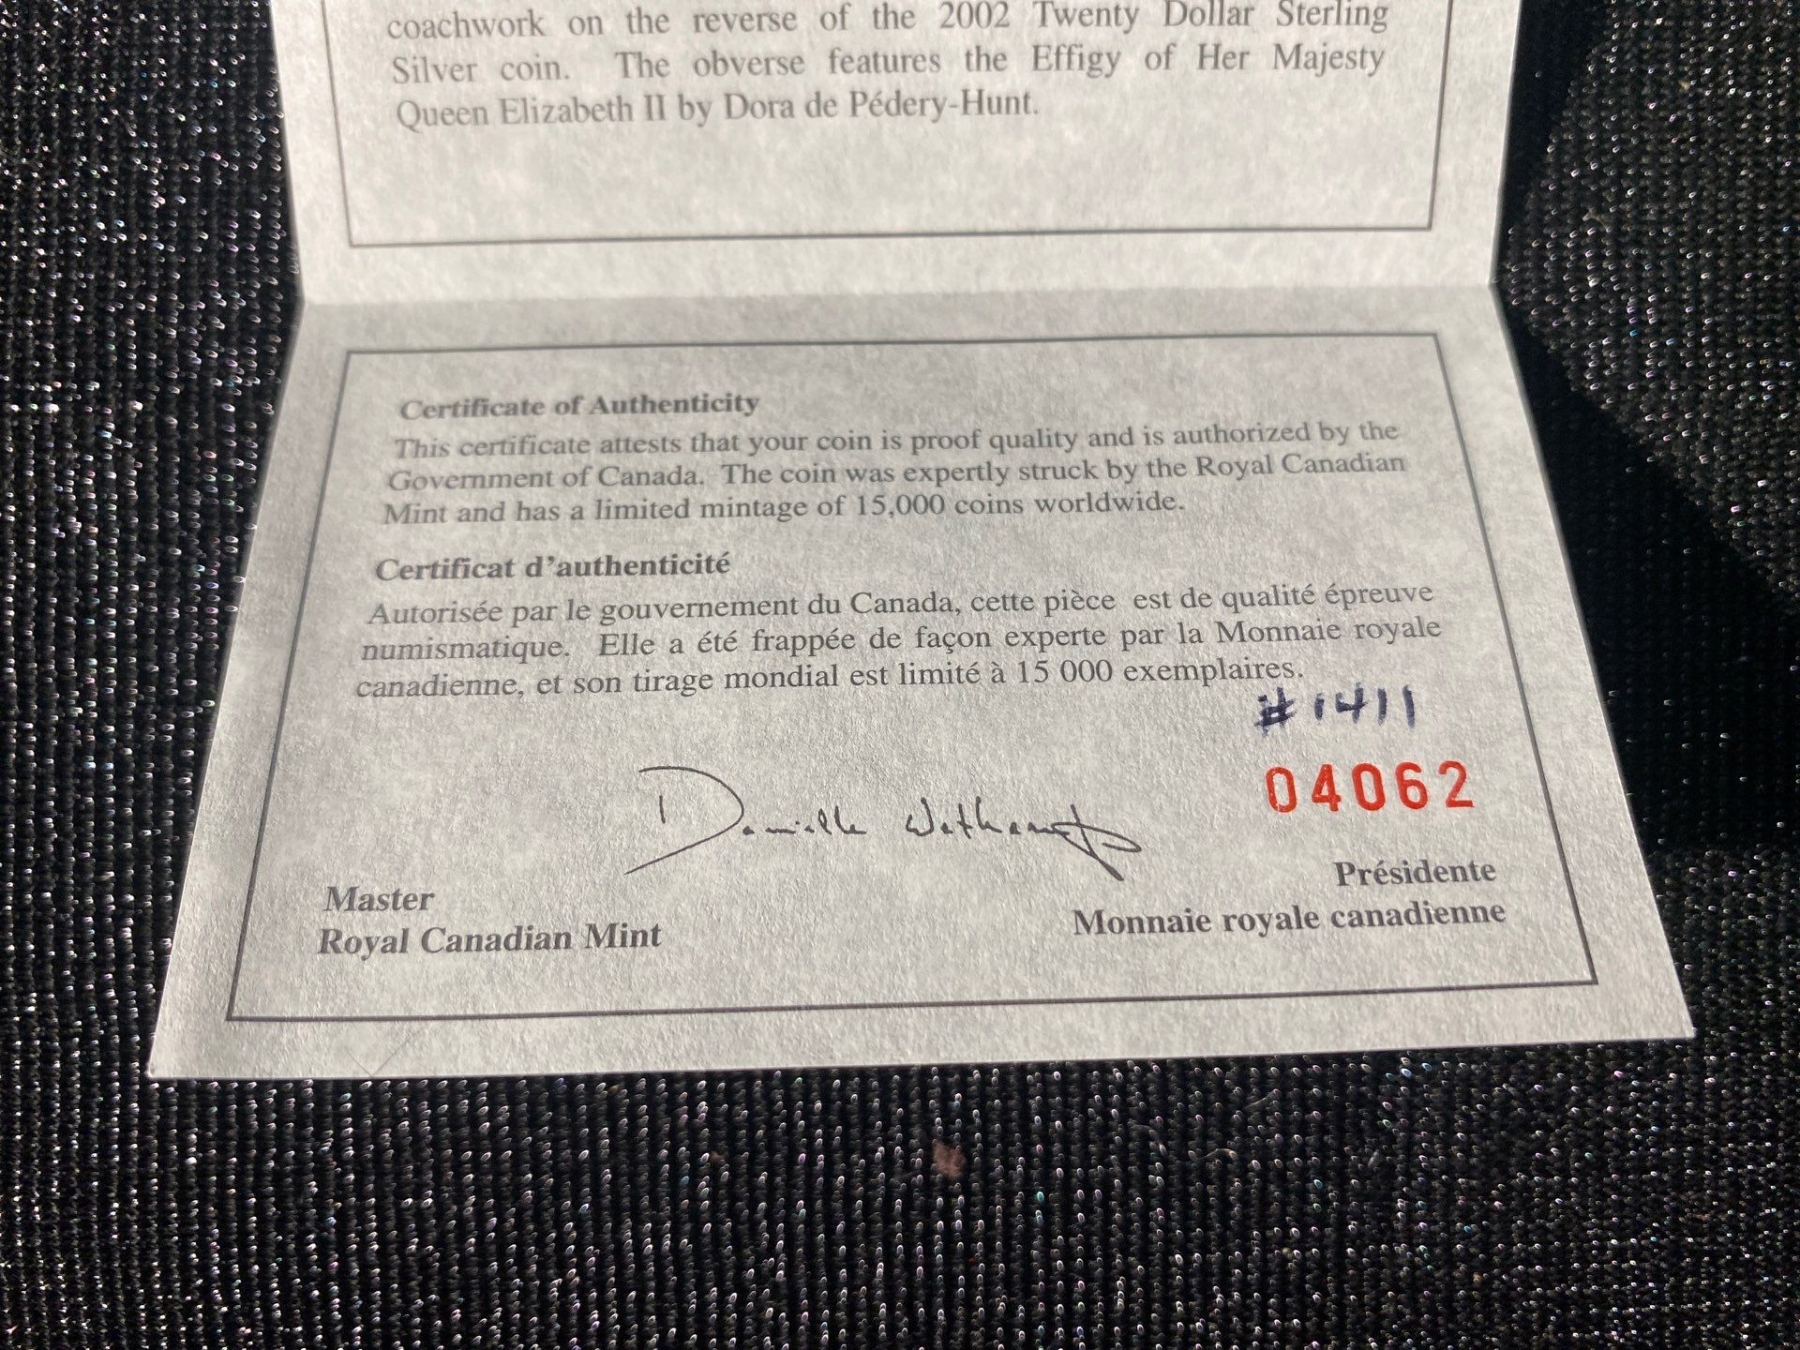 coachwork on the reverse of the 2002 Twenty Dollar Sterling
Silver coin. The obverse features the Effigy of Her Majesty
Queen Elizabeth II by Dora de Pédery-Hunt.
Certificate of Authenticity
This certificate attests that your coin is proof quality and is authorized by the
Government of Canada. The coin was expertly struck by the Royal Canadian
Mint and has a limited mintage of 15,000 coins worldwide.
Certificat d'authenticité
Autorisée par le gouvernement du Canada, cette pièce est de qualité épreuve
numismatique. Elle a été frappée de façon experte par la Monnaie royale
canadienne, et son tirage mondial est limité à 15 000 exemplaires.
#1411
04062
Danielle
Master
Royal Canadian Mint
Présidente
Monnaie royale canadienne